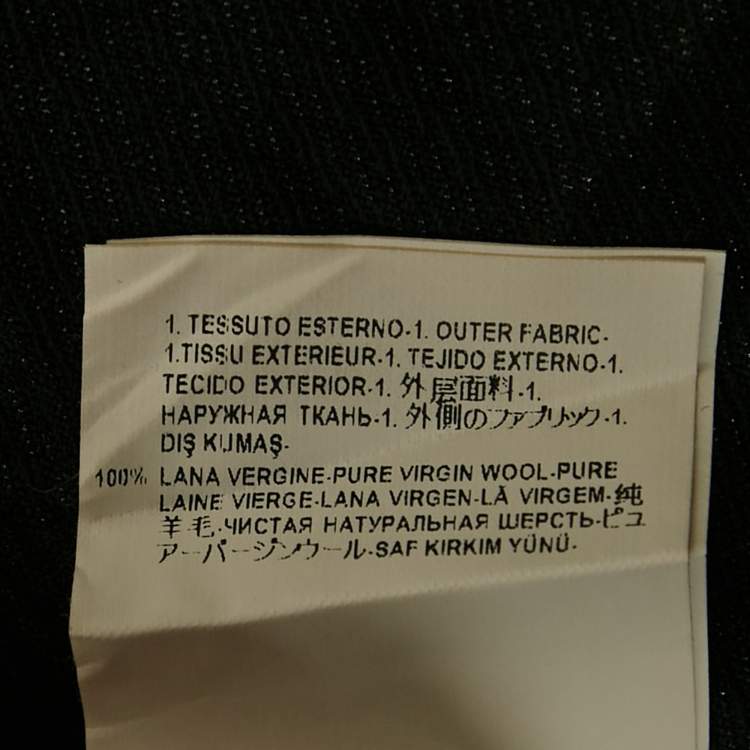 1. TESSUTO ESTERNO-1. OUTER FABRIC-
1.TISSU EXTERIEUR-1. TEJIDO EXTERNO-1.
TECIDO EXTERIOR-1. 外层面料-1.
НАРУЖНАЯ ТКАНЬ-1. 外側のファブリック-1.
DIŞ KUMAŞ-
100% LANA VERGINE-PURE VIRGIN WOOL-PURE
LAINE VIERGE-LANA VIRGEN-LÃ VIRGEM-纯
羊毛-ЧИСТАЯ НАТУРАЛЬНАЯ ШЕРСТЬ-ピュ
アーバージンウール-SAF KIRKIM YÜNÜ-